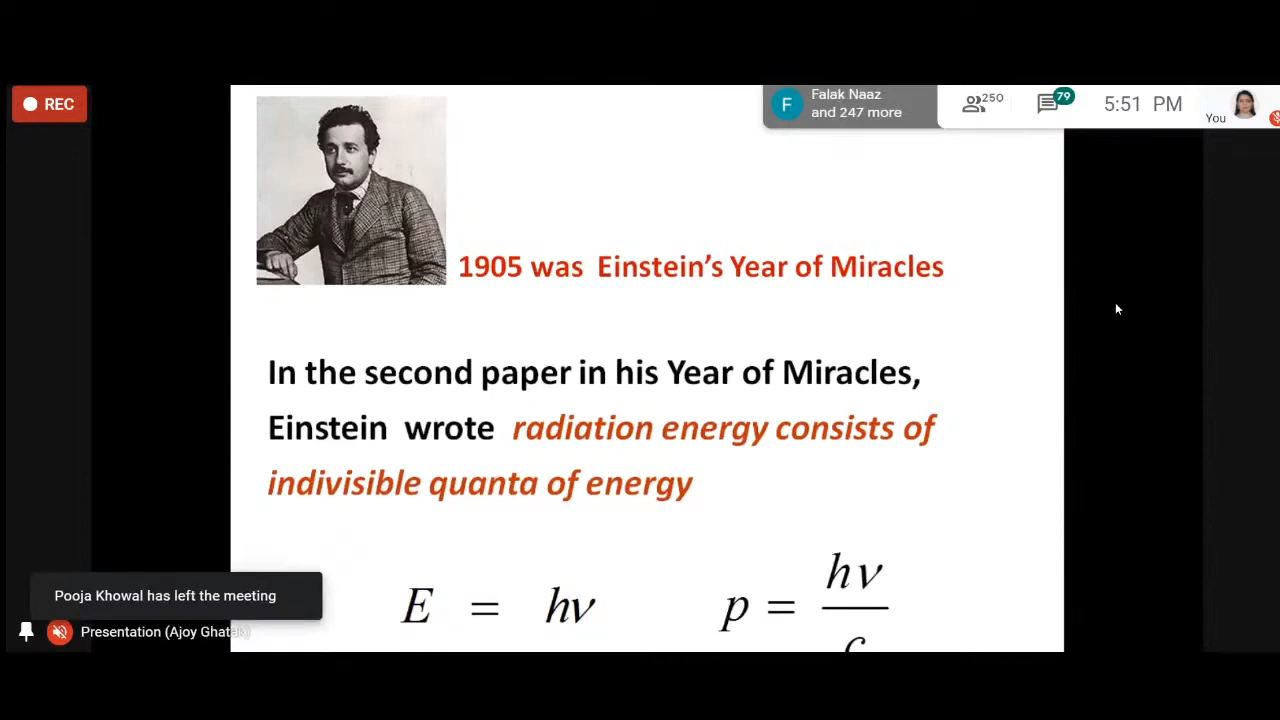 REC
F
Falak Naaz
and 247 more
250
79
5:51 PM
You
1905 was Einstein's Year of Miracles
In the second paper in his Year of Miracles,
Einstein wrote radiation energy consists of
indivisible quanta of energy
E = hν
p = hν
c
Pooja Khowal has left the meeting
Presentation (Ajoy Ghatak)